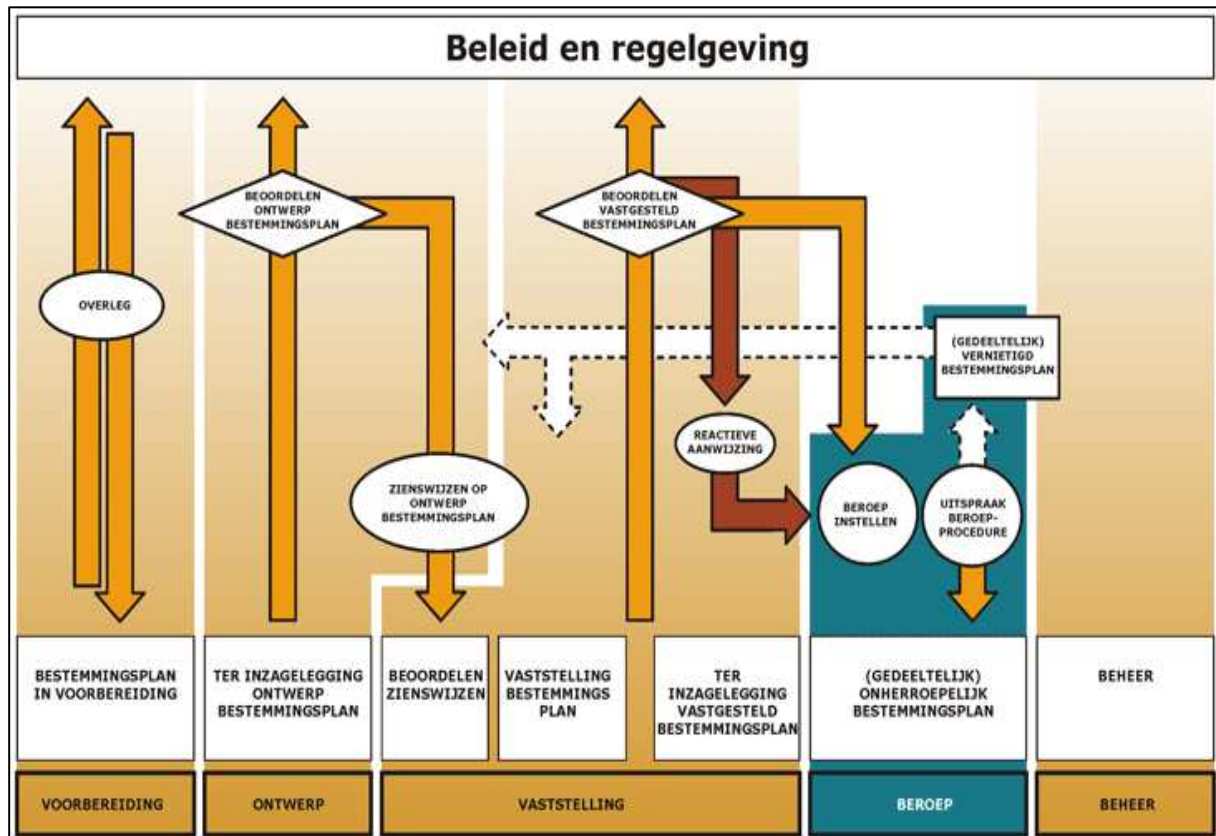 Beleid en regelgeving
BEOORDELEN
ONTWERP
BESTEMMINGSPLAN
BEOORDELEN
VASTGESTELD
BESTEMMINGSPLAN
OVERLEG
(GEDEELTELIJK)
VERNIETIGD
BESTEMMINGSPLAN
REACTIEVE
AANWIJZING
ZIENSWIJZEN OP
ONTWERP
BESTEMMINGSPLAN
BEROEP
INSTELLEN
UITSPRAAK
BEROEP-
PROCEDURE
BESTEMMINGSPLAN
IN VOORBEREIDING
TER INZAGELEGGING
ONTWERP
BESTEMMINGSPLAN
BEOORDELEN
ZIENSWIJZEN
VASTSTELLING
BESTEMMINGS
PLAN
TER
INZAGELEGGING
VASTGESTELD
BESTEMMINGSPLAN
(GEDEELTELIJK)
ONHERROEPELIJK
BESTEMMINGSPLAN
BEHEER
VOORBEREIDING
ONTWERP
VASTSTELLING
BEROEP
BEHEER